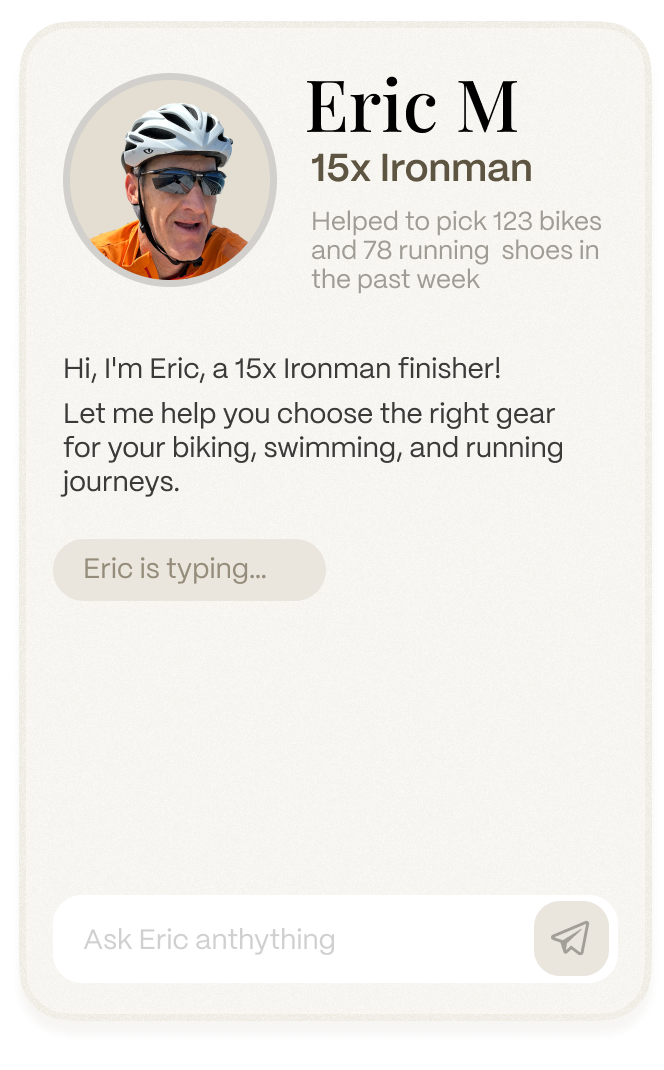 Eric M
15x Ironman
Helped to pick 123 bikes
and 78 running shoes in
the past week
Hi, I'm Eric, a 15x Ironman finisher!
Let me help you choose the right gear
for your biking, swimming, and running
journeys.
Eric is typing...
Ask Eric anthything